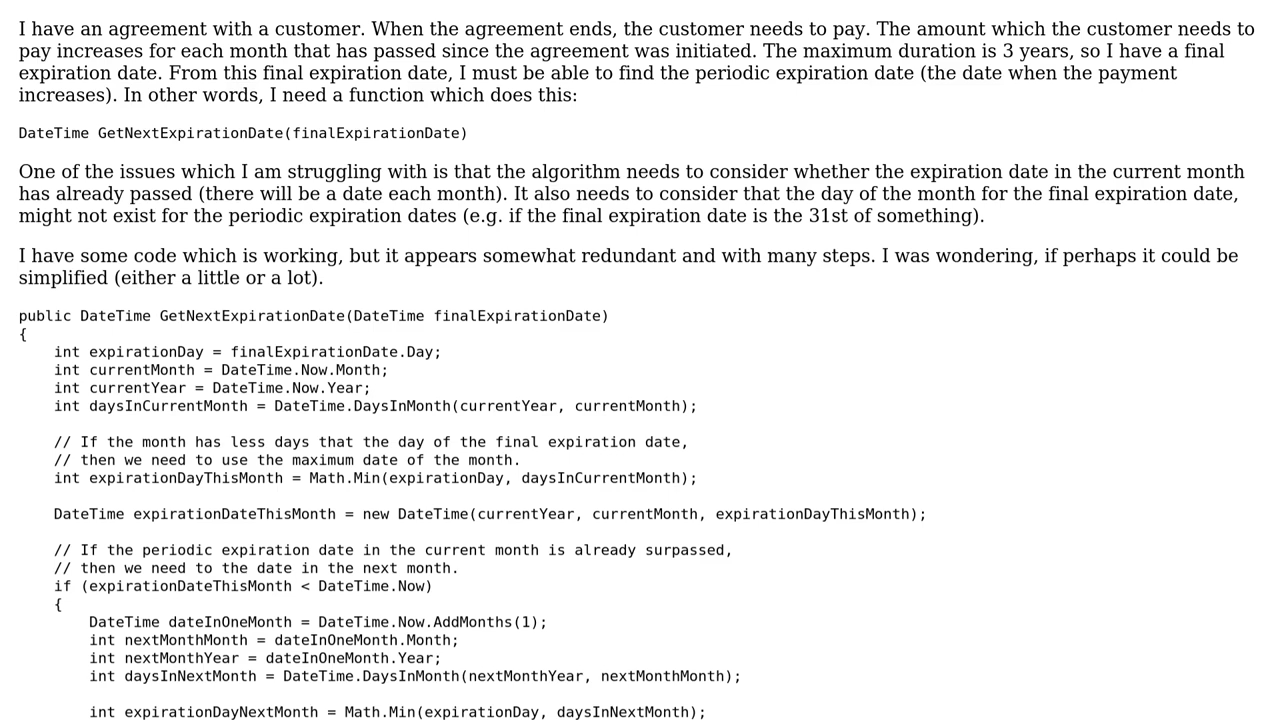 I have an agreement with a customer. When the agreement ends, the customer needs to pay. The amount which the customer needs to
pay increases for each month that has passed since the agreement was initiated. The maximum duration is 3 years, so I have a final
expiration date. From this final expiration date, I must be able to find the periodic expiration date (the date when the payment
increases). In other words, I need a function which does this:
DateTime GetNextExpirationDate(finalExpirationDate)
One of the issues which I am struggling with is that the algorithm needs to consider whether the expiration date in the current month
has already passed (there will be a date each month). It also needs to consider that the day of the month for the final expiration date,
might not exist for the periodic expiration dates (e.g. if the final expiration date is the 31st of something).
I have some code which is working, but it appears somewhat redundant and with many steps. I was wondering, if perhaps it could be
simplified (either a little or a lot).
public DateTime GetNextExpirationDate(DateTime finalExpirationDate)
{
    int expirationDay = finalExpirationDate.Day;
    int currentMonth = DateTime.Now.Month;
    int currentYear = DateTime.Now.Year;
    int daysInCurrentMonth = DateTime.DaysInMonth(currentYear, currentMonth);
    // If the month has less days that the day of the final expiration date,
    // then we need to use the maximum date of the month.
    int expirationDayThisMonth = Math.Min(expirationDay, daysInCurrentMonth);
    DateTime expirationDateThisMonth = new DateTime(currentYear, currentMonth, expirationDayThisMonth);
    // If the periodic expiration date in the current month is already surpassed,
    // then we need to the date in the next month.
    if (expirationDateThisMonth < DateTime.Now)
    {
        DateTime dateInOneMonth = DateTime.Now.AddMonths(1);
        int nextMonthMonth = dateInOneMonth.Month;
        int nextMonthYear = dateInOneMonth.Year;
        int daysInNextMonth = DateTime.DaysInMonth(nextMonthYear, nextMonthMonth);
        int expirationDayNextMonth = Math.Min(expirationDay, daysInNextMonth);